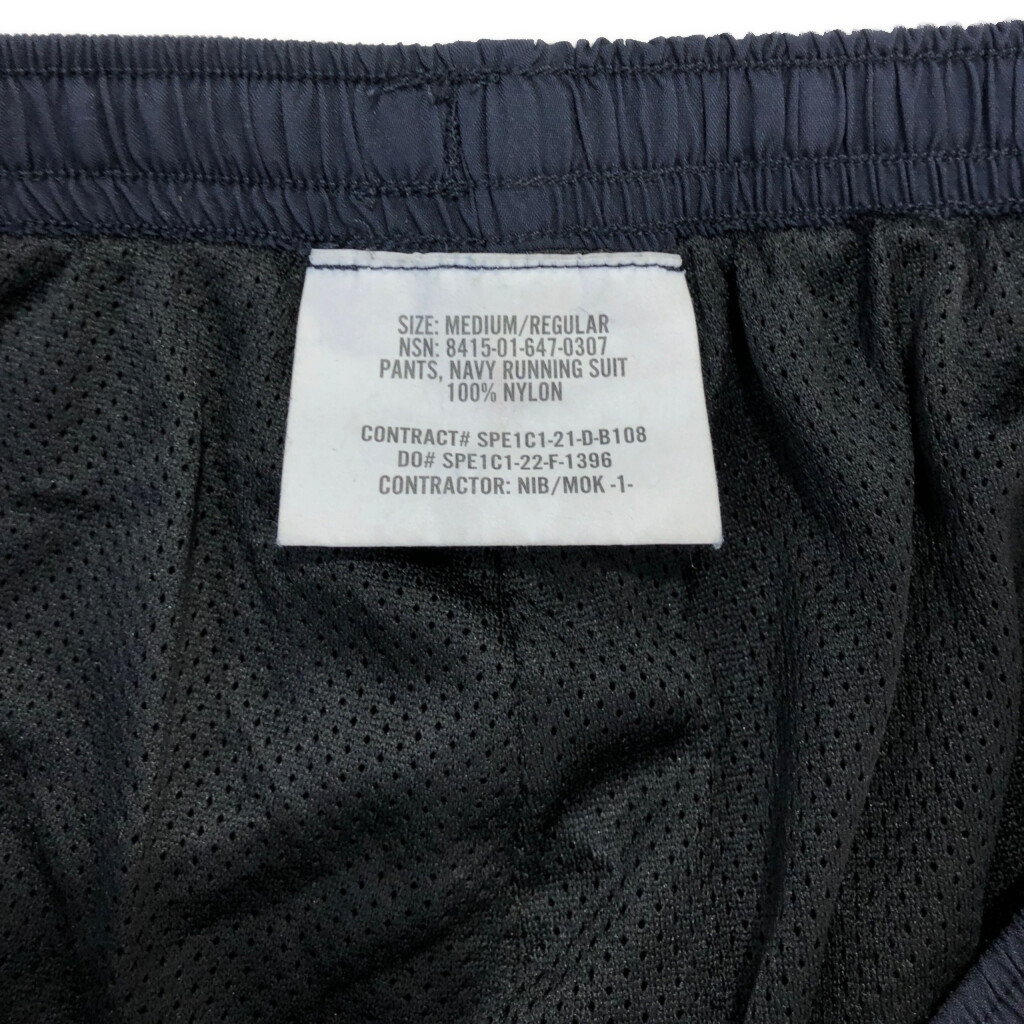 SIZE: MEDIUM/REGULAR
NSN: 8415-01-647-0307
PANTS, NAVY RUNNING SUIT
100% NYLON
CONTRACT# SPE1C1-21-D-B108
DO# SPE1C1-22-F-1396
CONTRACTOR: NIB/MOK -1-